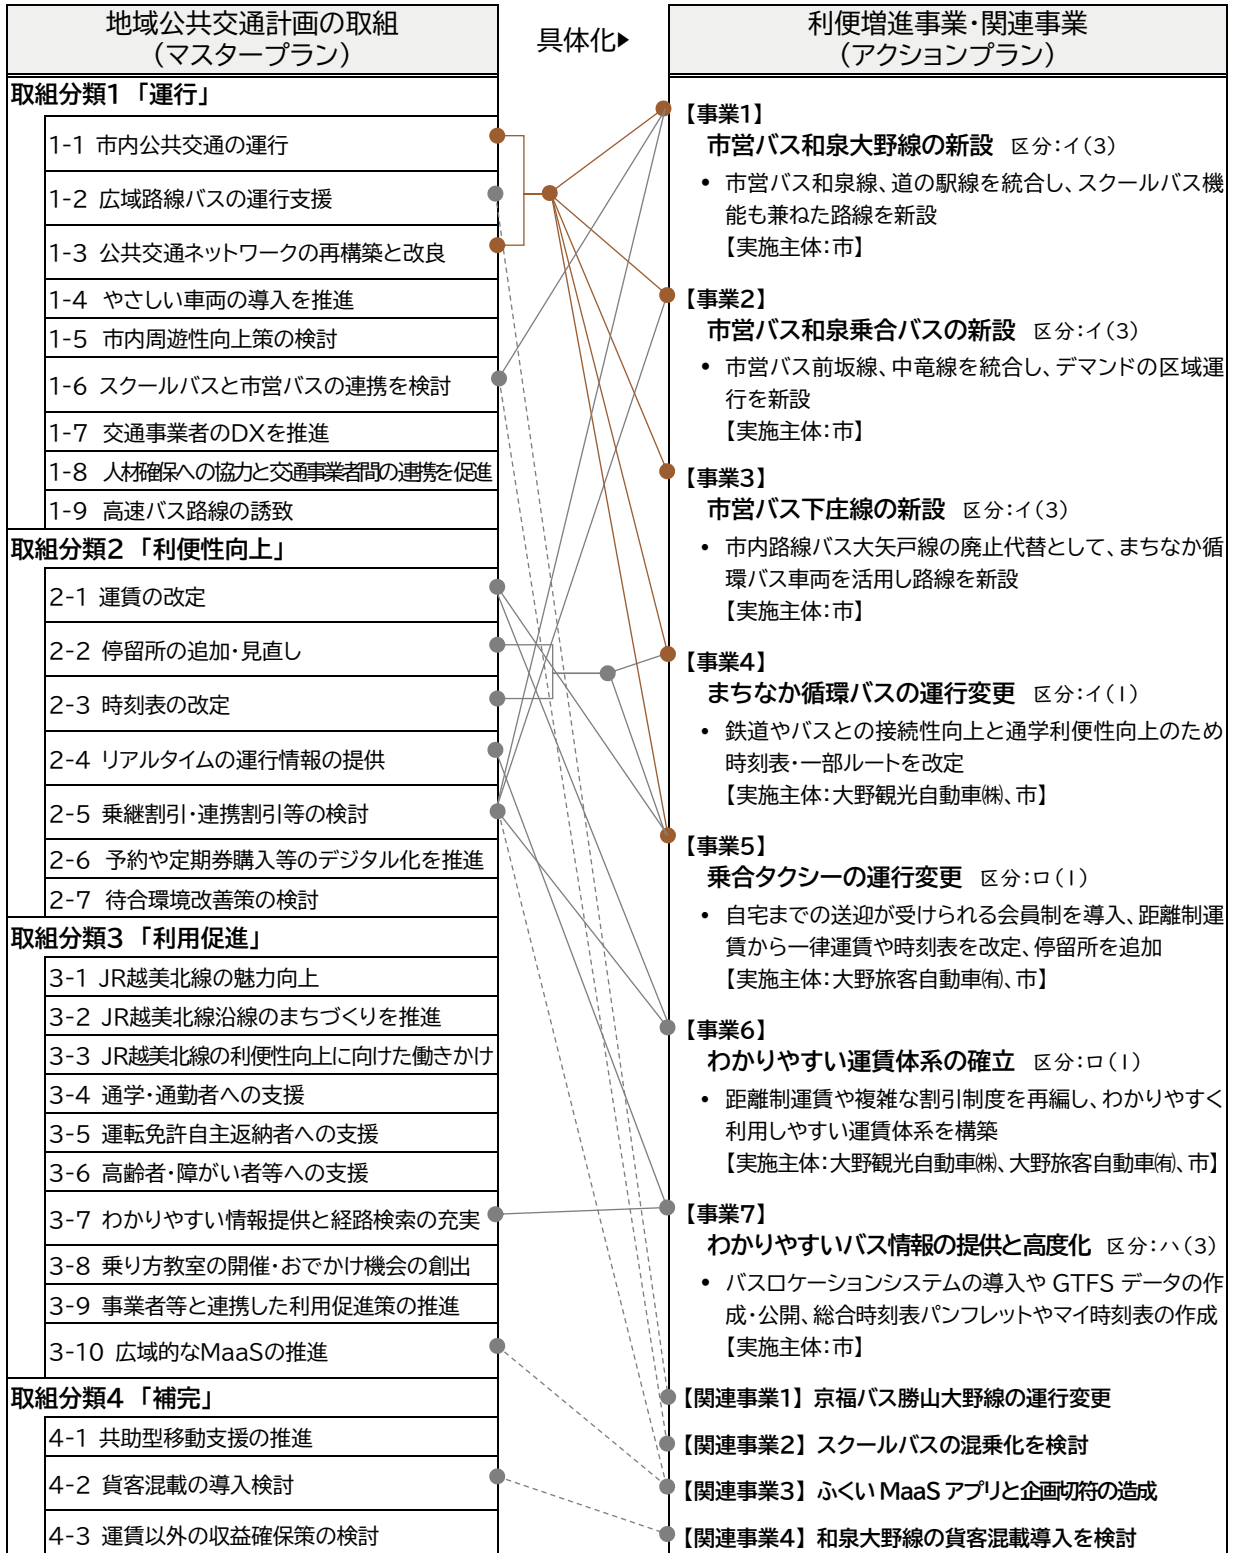 地域公共交通計画の取組
（マスタープラン）
具体化▶
利便増進事業・関連事業
（アクションプラン）
取組分類1「運行」
1-1 市内公共交通の運行
1-2 広域路線バスの運行支援
1-3 公共交通ネットワークの再構築と改良
1-4 やさしい車両の導入を推進
1-5 市内周遊性向上策の検討
1-6 スクールバスと市営バスの連携を検討
1-7 交通事業者のDXを推進
1-8 人材確保への協力と交通事業者間の連携を促進
1-9 高速バス路線の誘致
取組分類2「利便性向上」
2-1 運賃の改定
2-2 停留所の追加・見直し
2-3 時刻表の改定
2-4 リアルタイムの運行情報の提供
2-5 乗継割引・連携割引等の検討
2-6 予約や定期券購入等のデジタル化を推進
2-7 待合環境改善策の検討
取組分類3「利用促進」
3-1 JR越美北線の魅力向上
3-2 JR越美北線沿線のまちづくりを推進
3-3 JR越美北線の利便性向上に向けた働きかけ
3-4 通学・通勤者への支援
3-5 運転免許自主返納者への支援
3-6 高齢者・障がい者等への支援
3-7 わかりやすい情報提供と経路検索の充実
3-8 乗り方教室の開催・おでかけ機会の創出
3-9 事業者等と連携した利用促進策の推進
3-10 広域的なMaaSの推進
取組分類4「補完」
4-1 共助型移動支援の推進
4-2 貨客混載の導入検討
4-3 運賃以外の収益確保策の検討
【事業1】
市営バス和泉大野線の新設 区分：イ(3)
• 市営バス和泉線、道の駅線を統合し、スクールバス機
能も兼ねた路線を新設
【実施主体：市】
【事業2】
市営バス和泉乗合バスの新設 区分：イ(3)
• 市営バス前坂線、中竜線を統合し、デマンドの区域運
行を新設
【実施主体：市】
【事業3】
市営バス下庄線の新設 区分：イ(3)
• 市内路線バス大矢戸線の廃止代替として、まちなか循
環バス車両を活用し路線を新設
【実施主体：市】
【事業4】
まちなか循環バスの運行変更 区分：イ(1)
• 鉄道やバスとの接続性向上と通学利便性向上のため
時刻表・一部ルートを改定
【実施主体：大野観光自動車㈱、市】
【事業5】
乗合タクシーの運行変更 区分：ロ(1)
• 自宅までの送迎が受けられる会員制を導入、距離制運
賃から一律運賃や時刻表を改定、停留所を追加
【実施主体：大野旅客自動車㈲、市】
【事業6】
わかりやすい運賃体系の確立 区分：ロ(1)
• 距離制運賃や複雑な割引制度を再編し、わかりやすく
利用しやすい運賃体系を構築
【実施主体：大野観光自動車㈱、大野旅客自動車㈲、市】
【事業7】
わかりやすいバス情報の提供と高度化 区分：ハ(3)
• バスロケーションシステムの導入や GTFS データの作
成・公開、総合時刻表パンフレットやマイ時刻表の作成
【実施主体：市】
【関連事業1】京福バス勝山大野線の運行変更
【関連事業2】スクールバスの混乗化を検討
【関連事業3】ふくい MaaS アプリと企画切符の造成
【関連事業4】和泉大野線の貨客混載導入を検討